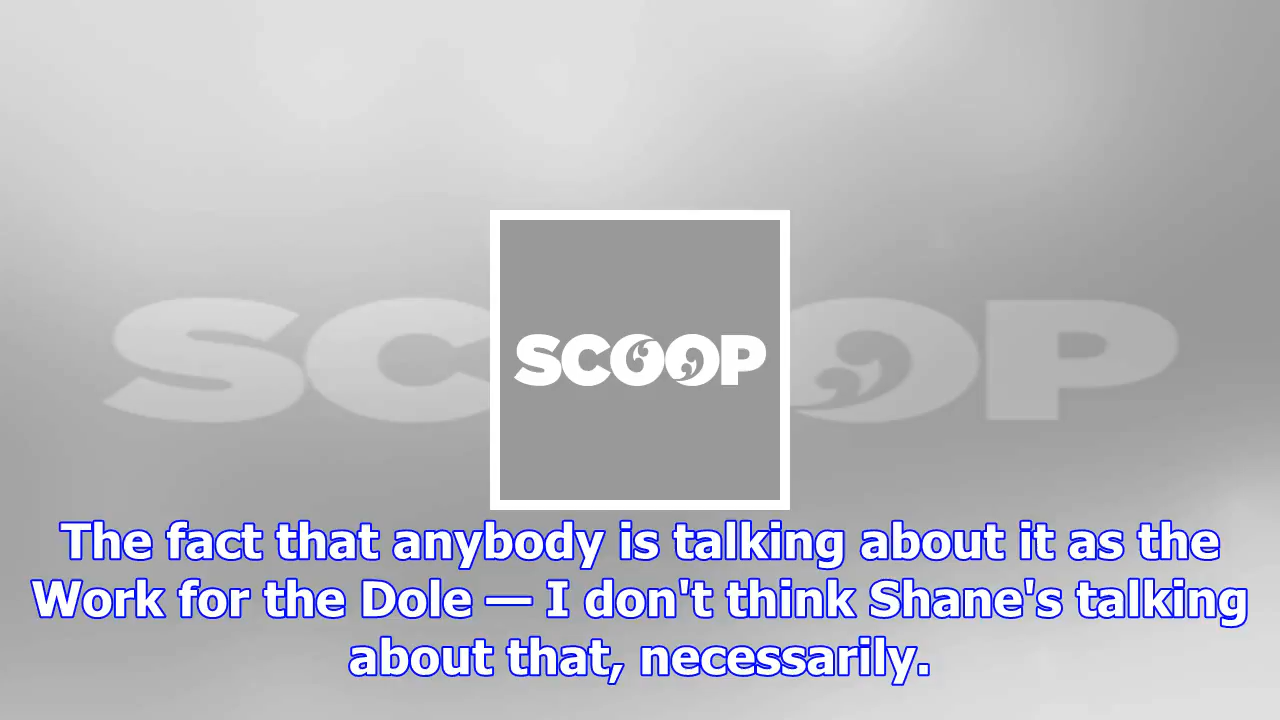 SCOOP
SCOOP
The fact that anybody is talking about it as the
Work for the Dole — I don't think Shane's talking
about that, necessarily.